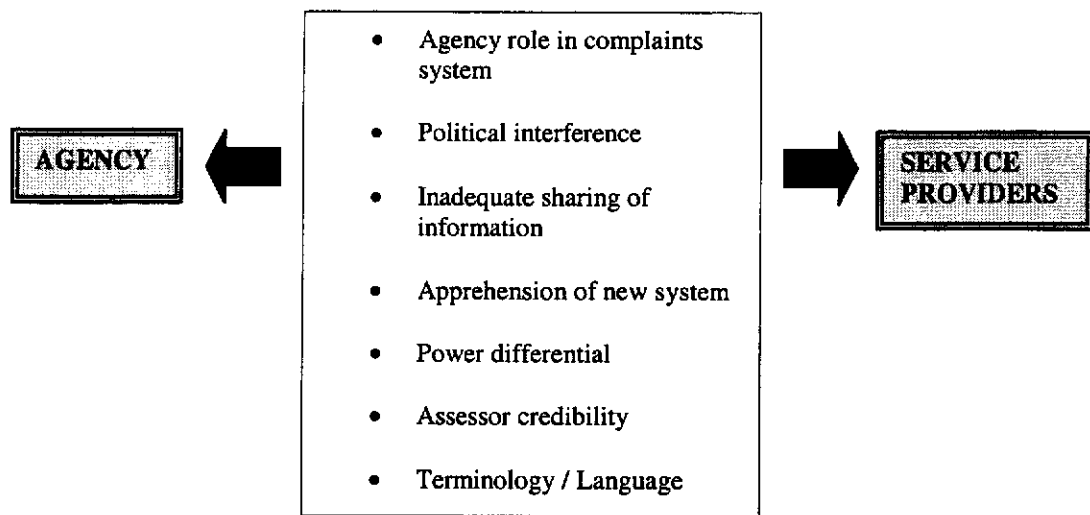 AGENCY
• Agency role in complaints
system
• Political interference
• Inadequate sharing of
information
• Apprehension of new system
• Power differential
• Assessor credibility
• Terminology / Language
SERVICE
PROVIDERS